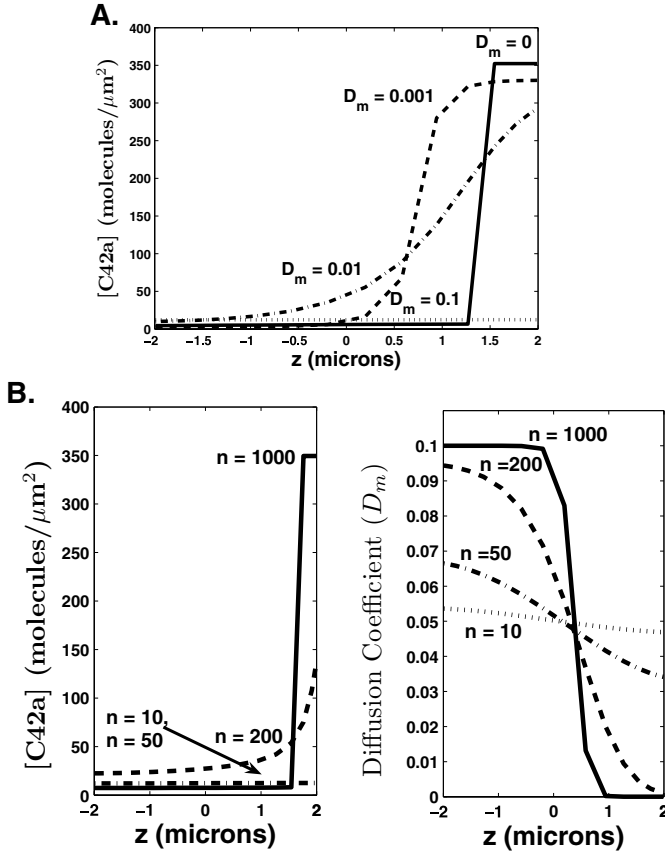 A.
[C42a] (molecules/μm²)
400
350
300
250
200
150
100
50
0
D_m = 0
D_m = 0.001
D_m = 0.01
D_m = 0.1
−2 −1.5 −1 −0.5 0 0.5 1 1.5 2
z (microns)
B.
[C42a] (molecules/μm²)
400
350
300
250
200
150
100
50
0
n = 1000
n = 10,
n = 50
n = 200
−2 −1 0 1 2
z (microns)
Diffusion Coefficient (D_m)
0.1
0.09
0.08
0.07
0.06
0.05
0.04
0.03
0.02
0.01
0
n = 1000
n=200
n =50
n = 10
−2 −1 0 1 2
z (microns)